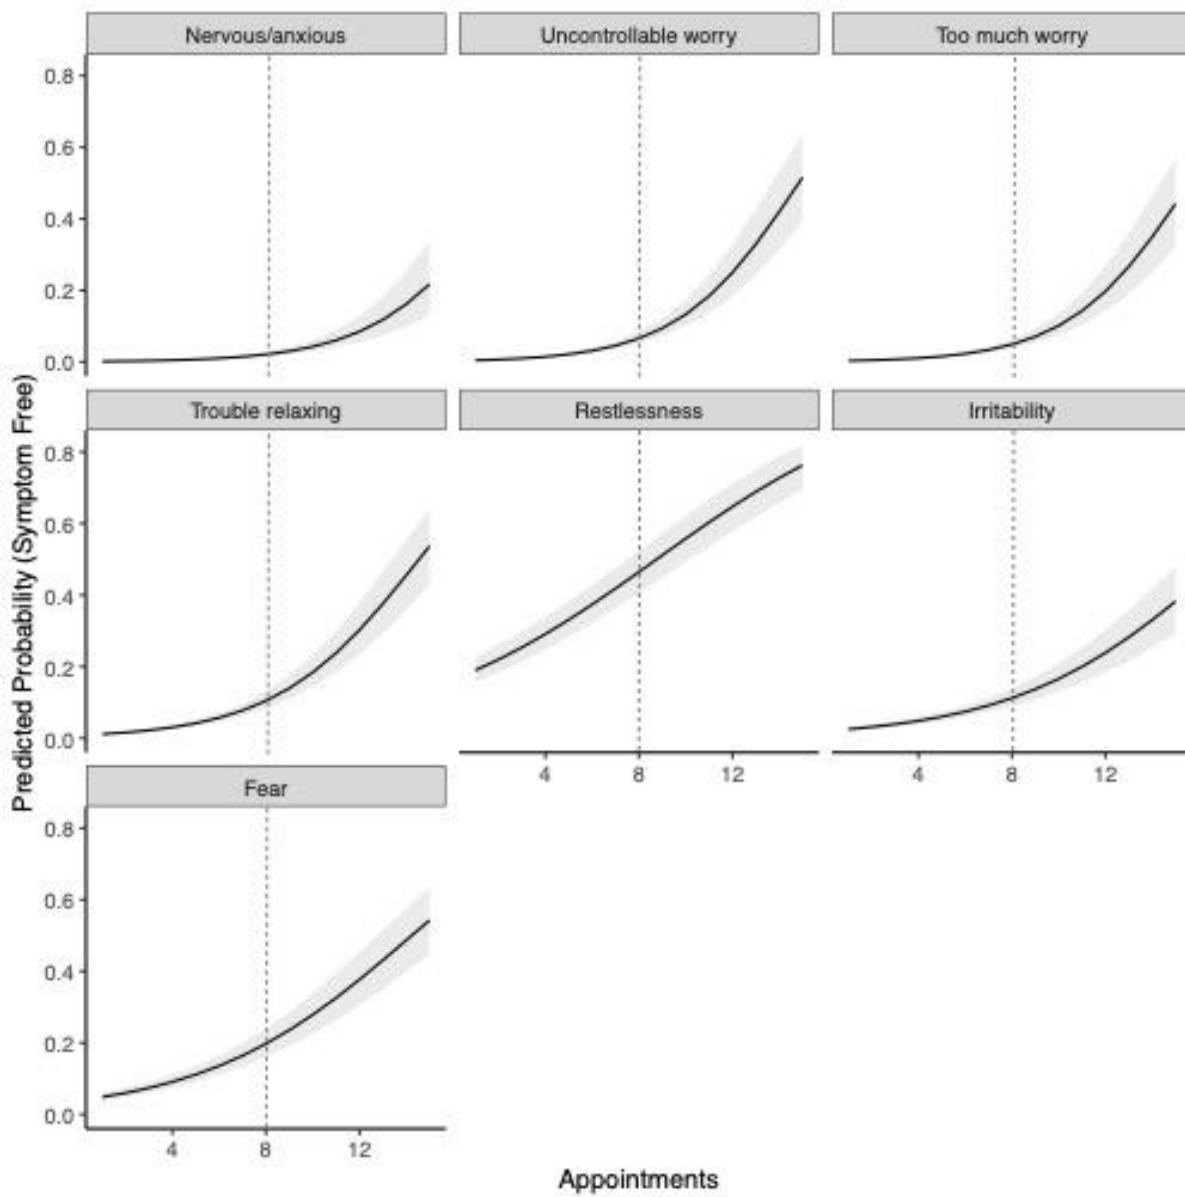 Nervous/anxious
Uncontrollable worry
Too much worry
0.8
0.6
0.4
0.2
0.0
Trouble relaxing
Restlessness
Irritability
0.8
0.6
0.4
0.2
0.0
4 8 12
4 8 12
Fear
0.8
0.6
0.4
0.2
0.0
4 8 12
Predicted Probability (Symptom Free)
Appointments